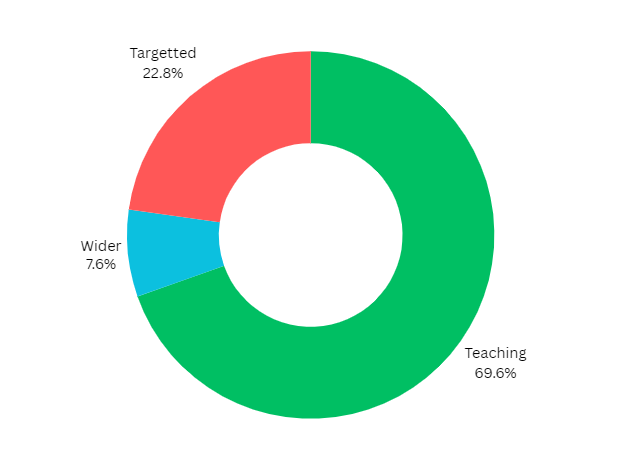 Targetted
22.8%
Wider
7.6%
Teaching
69.6%